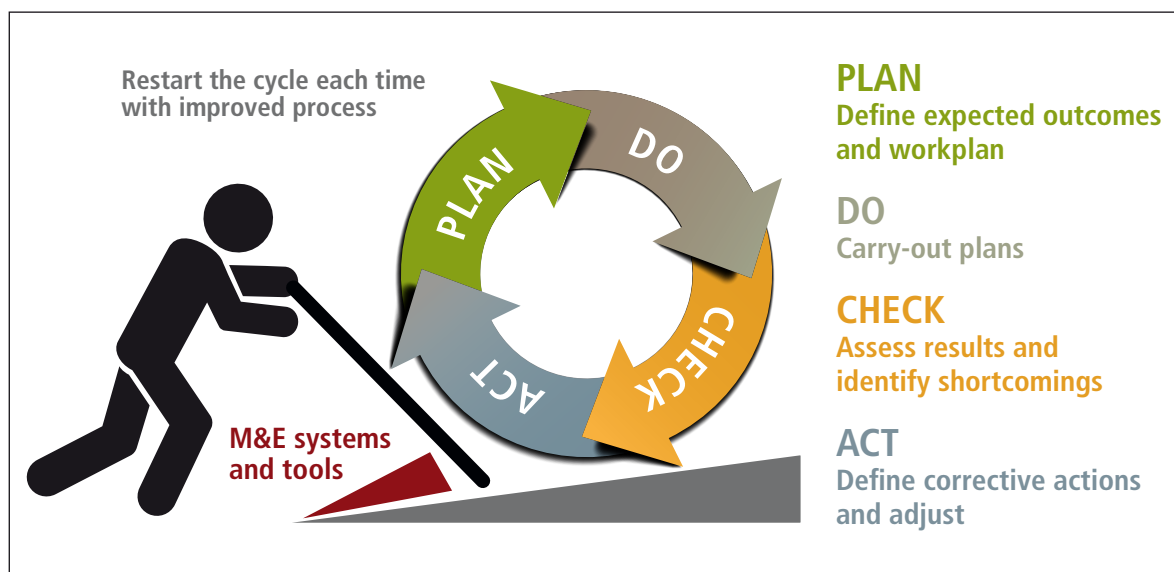 Restart the cycle each time
with improved process
PLAN
DO
CHECK
ACT
M&E systems
and tools
PLAN
Define expected outcomes
and workplan
DO
Carry-out plans
CHECK
Assess results and
identify shortcomings
ACT
Define corrective actions
and adjust